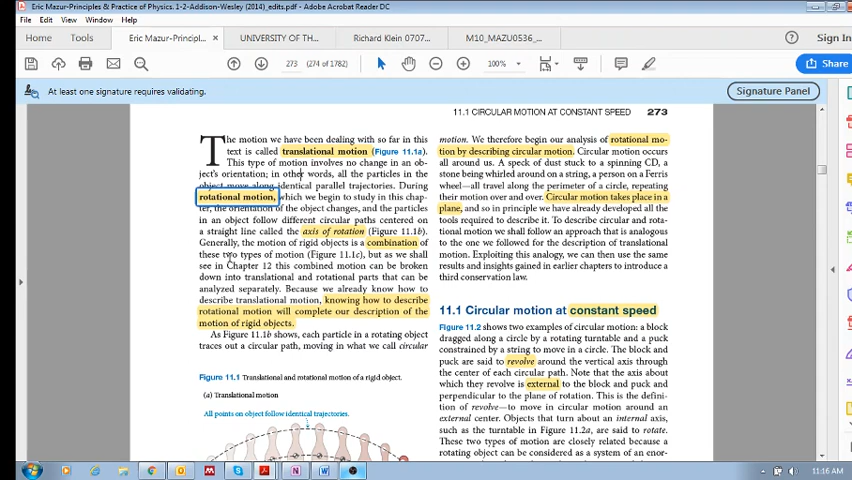 Eric Mazur-Principles & Practice of Physics. 1-2-Addison-Wesley (2014)_edits.pdf - Adobe Acrobat Reader DC
File Edit View Window Help
Home Tools Eric Mazur-Principl... × UNIVERSITY OF TH... Richard Klein 0707... M10_MAZU0536_... Sign In
273 (274 of 1782) 100% Share
At least one signature requires validating. Signature Panel
11.1 CIRCULAR MOTION AT CONSTANT SPEED 273
The motion we have been dealing with so far in this
text is called translational motion (Figure 11.1a).
This type of motion involves no change in an ob-
ject's orientation; in other words, all the particles in the
object move along identical parallel trajectories. During
rotational motion, which we begin to study in this chap-
ter, the orientation of the object changes, and the particles
in an object follow different circular paths centered on
a straight line called the axis of rotation (Figure 11.1b).
Generally, the motion of rigid objects is a combination of
these two types of motion (Figure 11.1c), but as we shall
see in Chapter 12 this combined motion can be broken
down into translational and rotational parts that can be
analyzed separately. Because we already know how to
describe translational motion, knowing how to describe
rotational motion will complete our description of the
motion of rigid objects.
As Figure 11.1b shows, each particle in a rotating object
traces out a circular path, moving in what we call circular
Figure 11.1 Translational and rotational motion of a rigid object.
(a) Translational motion
All points on object follow identical trajectories.
motion. We therefore begin our analysis of rotational mo-
tion by describing circular motion. Circular motion occurs
all around us. A speck of dust stuck to a spinning CD, a
stone being whirled around on a string, a person on a Ferris
wheel—all travel along the perimeter of a circle, repeating
their motion over and over. Circular motion takes place in a
plane, and so in principle we have already developed all the
tools required to describe it. To describe circular and rota-
tional motion we shall follow an approach that is analogous
to the one we followed for the description of translational
motion. Exploiting this analogy, we can then use the same
results and insights gained in earlier chapters to introduce a
third conservation law.
11.1 Circular motion at constant speed
Figure 11.2 shows two examples of circular motion: a block
dragged along a circle by a rotating turntable and a puck
constrained by a string to move in a circle. The block and
puck are said to revolve around the vertical axis through
the center of each circular path. Note that the axis about
which they revolve is external to the block and puck and
perpendicular to the plane of rotation. This is the defini-
tion of revolve—to move in circular motion around an
external center. Objects that turn about an internal axis,
such as the turntable in Figure 11.2a, are said to rotate.
These two types of motion are closely related because a
rotating object can be considered as a system of an enor-
11:16 AM